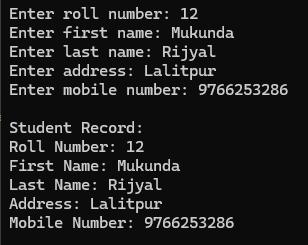 Enter roll number: 12
Enter first name: Mukunda
Enter last name: Rijyal
Enter address: Lalitpur
Enter mobile number: 9766253286
Student Record:
Roll Number: 12
First Name: Mukunda
Last Name: Rijyal
Address: Lalitpur
Mobile Number: 9766253286